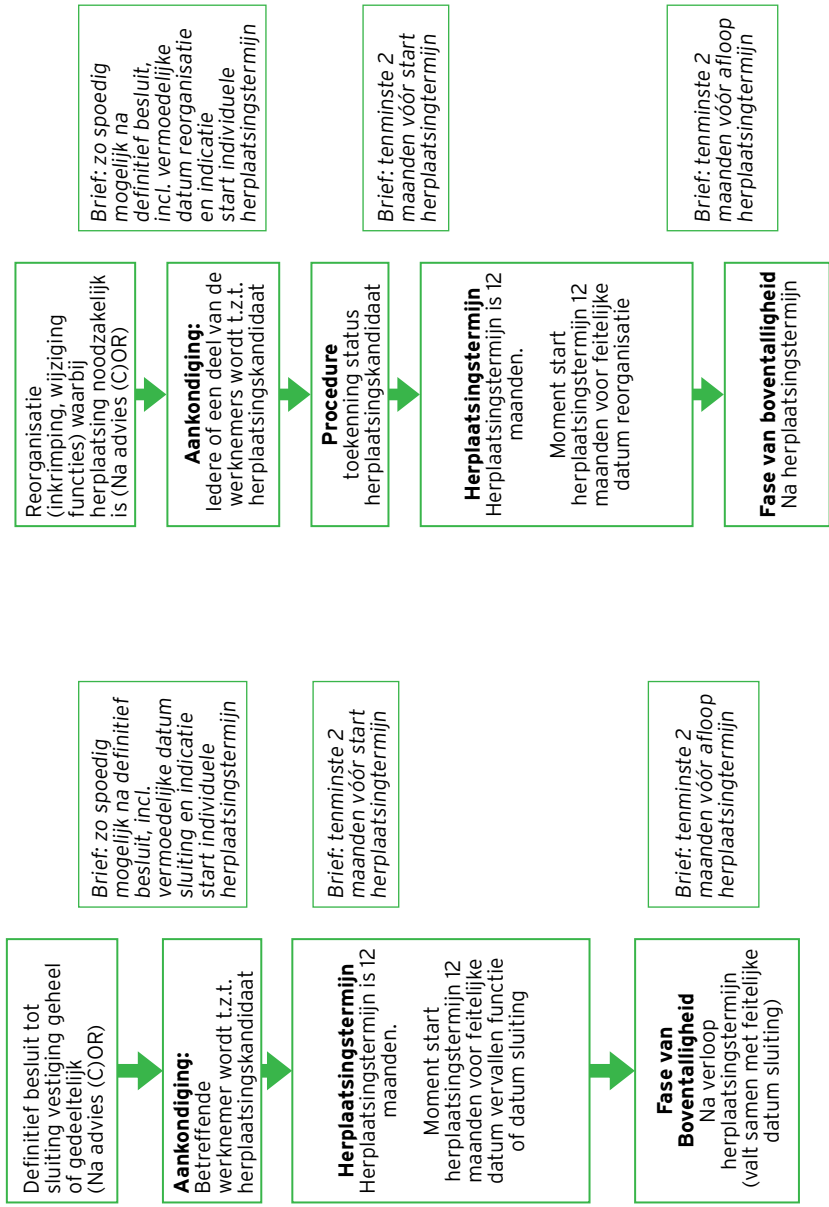 Definitief besluit tot
sluiting vestiging geheel
of gedeeltelijk
(Na advies (C)OR)
Brief: zo spoedig
mogelijk na definitief
besluit, incl.
vermoedelijke datum
sluiting en indicatie
start individuele
herplaatsingstermijn
Aankondiging:
Betreffende
werknemer wordt t.z.t.
herplaatsingskandidaat
Brief: tenminste 2
maanden vóór start
herplaatsingtermijn
Herplaatsingstermijn
Herplaatsingstermijn is 12
maanden.
Moment start
herplaatsingstermijn 12
maanden voor feitelijke
datum vervallen functie
of datum sluiting
Brief: tenminste 2
maanden vóór afloop
herplaatsingtermijn
Fase van
Boventalligheid
Na verloop
herplaatsingstermijn
(valt samen met feitelijke
datum sluiting)
Reorganisatie
(inkrimping, wijziging
functies) waarbij
herplaatsing noodzakelijk
is (Na advies (C)OR)
Brief: zo spoedig
mogelijk na
definitief besluit,
incl. vermoedelijke
datum reorganisatie
en indicatie
start individuele
herplaatsingstermijn
Aankondiging:
Iedere of een deel van de
werknemers wordt t.z.t.
herplaatsingskandidaat
Procedure
toekenning status
herplaatsingskandidaat
Brief: tenminste 2
maanden vóór start
herplaatsingtermijn
Herplaatsingstermijn
Herplaatsingstermijn is 12
maanden.
Moment start
herplaatsingstermijn 12
maanden voor feitelijke
datum reorganisatie
Brief: tenminste 2
maanden vóór afloop
herplaatsingtermijn
Fase van boventalligheid
Na herplaatsingstermijn